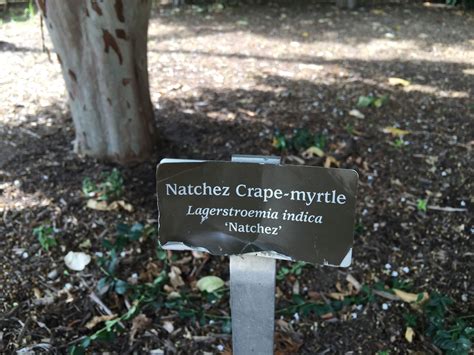 Natchez Crape-myrtle
Lagerstroemia indica
‘Natchez’